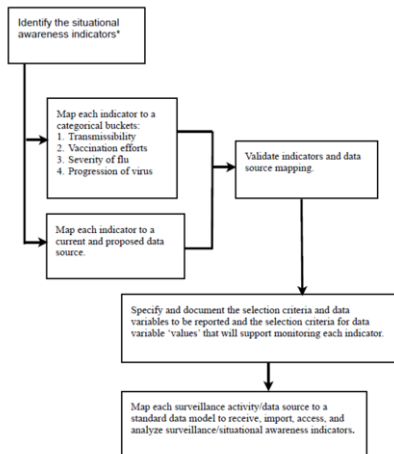 Identify the situational
awareness indicators*
Map each indicator to a
categorical buckets:
1. Transmissibility
2. Vaccination efforts
3. Severity of flu
4. Progression of virus
Validate indicators and data
source mapping.
Map each indicator to a
current and proposed data
source.
Specify and document the selection criteria and data
variables to be reported and the selection criteria for data
variable ‘values’ that will support monitoring each indicator.
Map each surveillance activity/data source to a
standard data model to receive, import, access, and
analyze surveillance/situational awareness indicators.